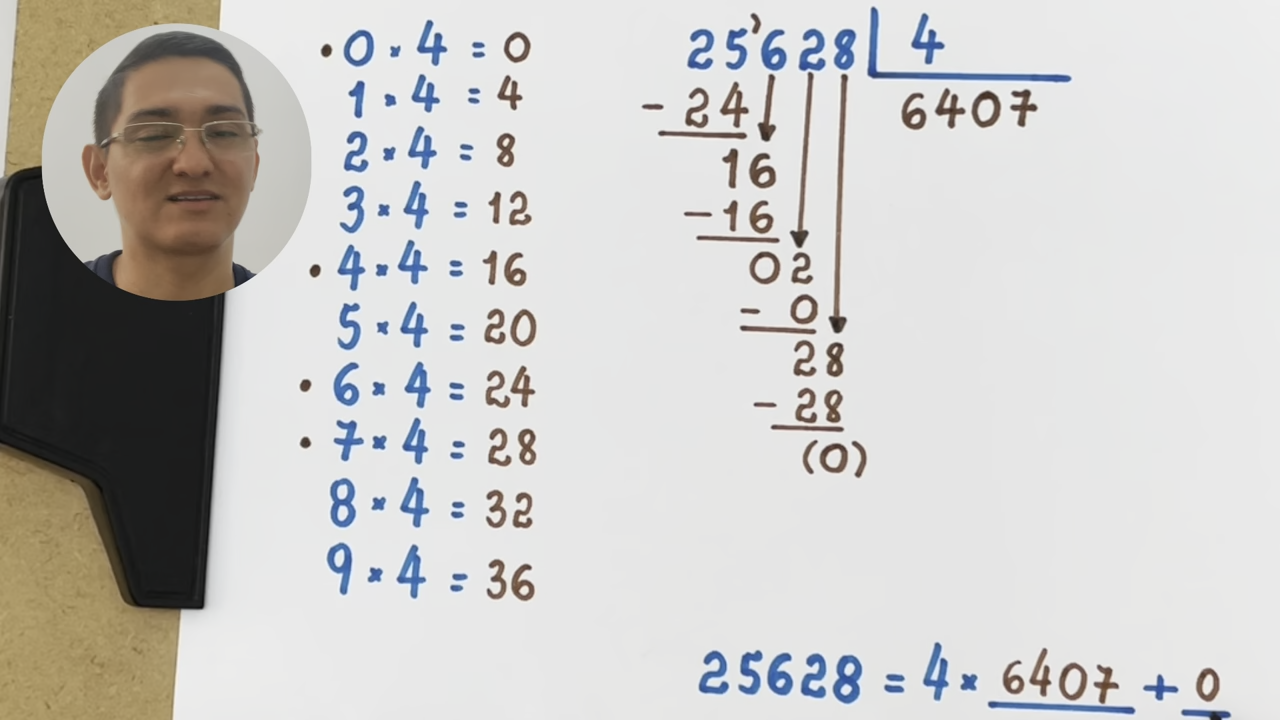 • 0 × 4 = 0
1 × 4 = 4
2 × 4 = 8
3 × 4 = 12
• 4 × 4 = 16
5 × 4 = 20
• 6 × 4 = 24
• 7 × 4 = 28
8 × 4 = 32
9 × 4 = 36
25'628 4
- 24 6407
16
- 16
02
- 0
28
- 28
(0)
25628 = 4 × 6407 + 0